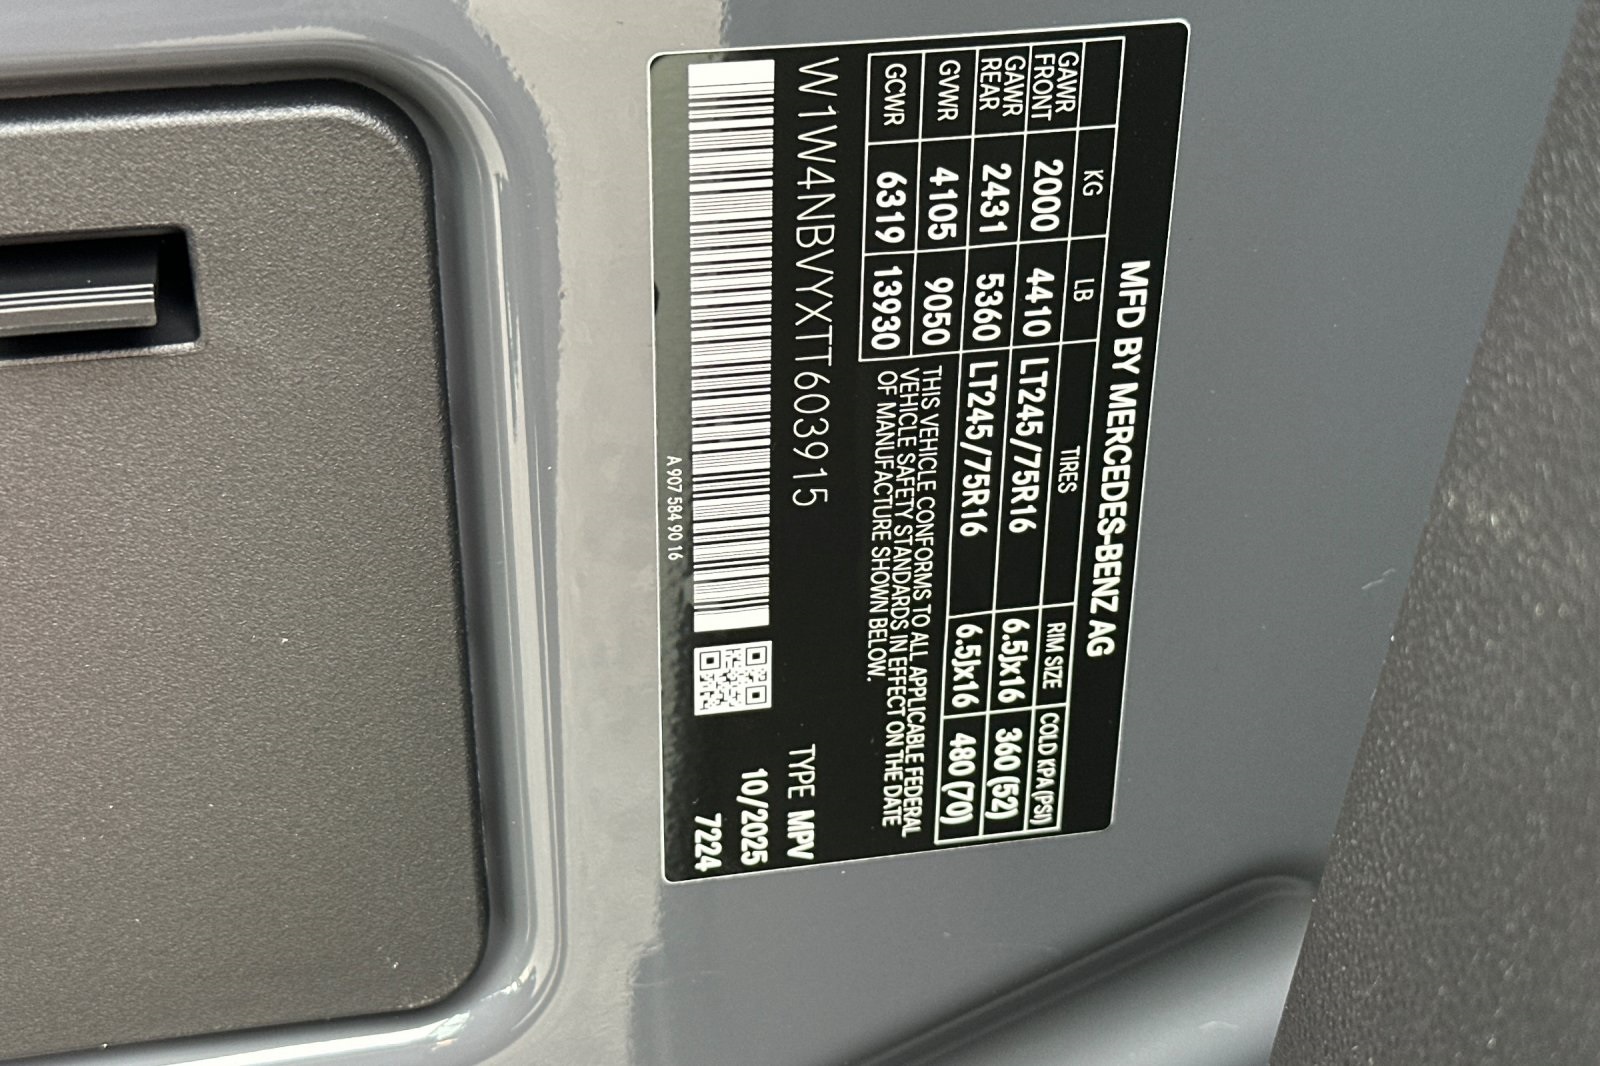 MFD BY MERCEDES-BENZ AG
KG LB TIRES RIM SIZE COLD KPA (PSI)
GAWR FRONT 2000 4410 LT245/75R16 6.5Jx16 360 (52)
GAWR REAR 2431 5360 LT245/75R16 6.5Jx16 480 (70)
GVWR 4105 9050
GCWR 6319 13930
THIS VEHICLE CONFORMS TO ALL APPLICABLE FEDERAL
VEHICLE SAFETY STANDARDS IN EFFECT ON THE DATE
OF MANUFACTURE SHOWN BELOW.
W1W4NBVYXTT603915 TYPE MPV
10/2025
7224
A 907 584 90 16